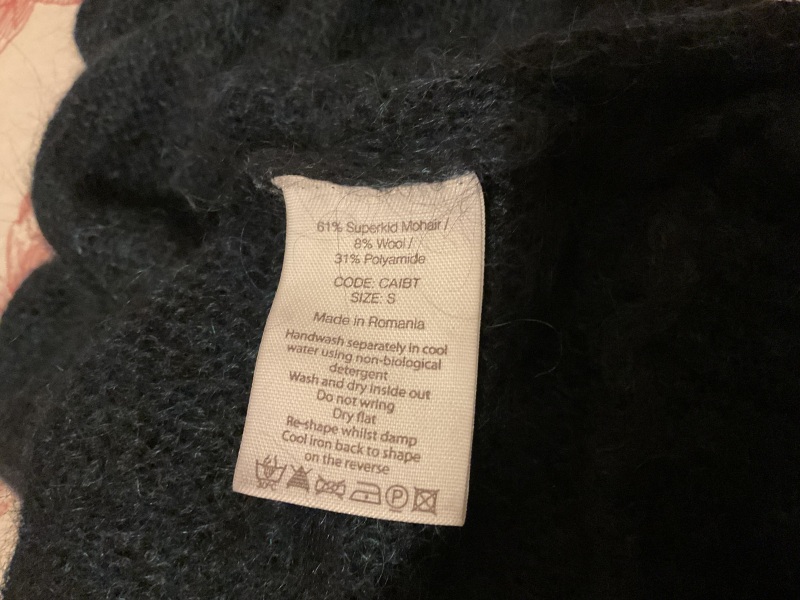 61% Superkid Mohair /
8% Wool /
31% Polyamide
CODE: CAIBT
SIZE: S
Made in Romania
Handwash separately in cool
water using non-biological
detergent
Wash and dry inside out
Do not wring
Dry flat
Re-shape whilst damp
Cool iron back to shape
on the reverse
P